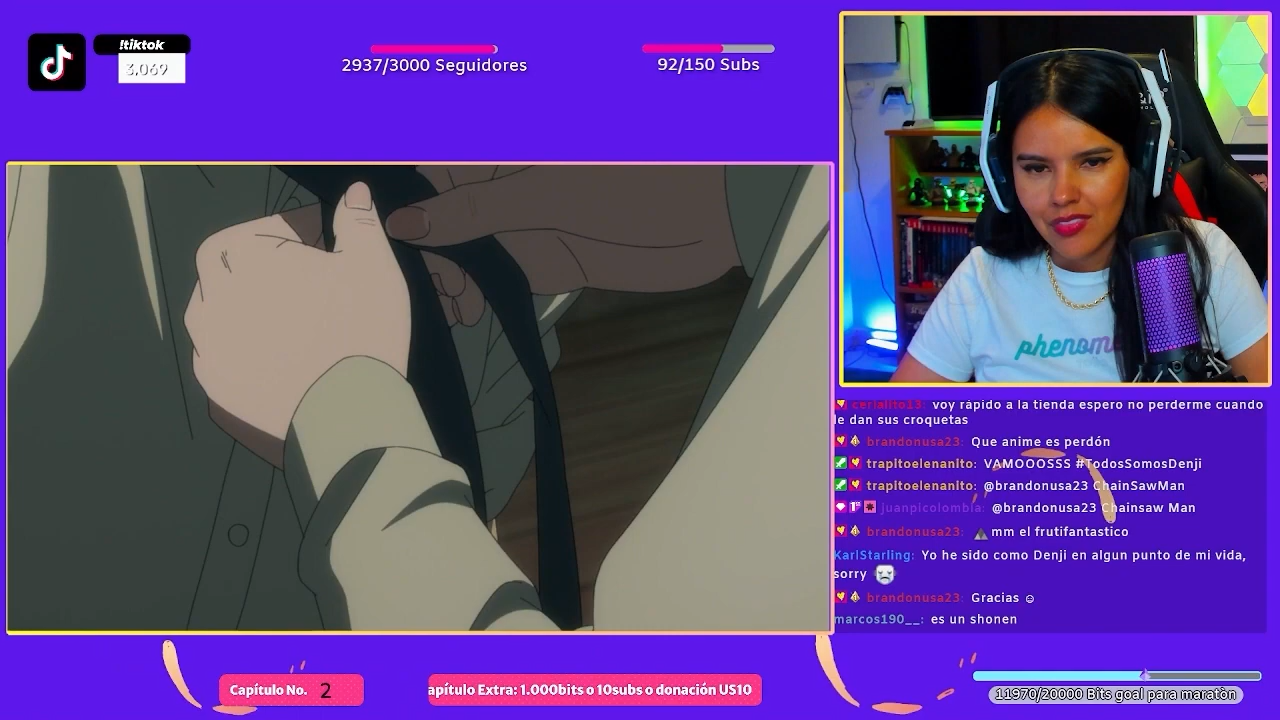 !tiktok
3,069
2937/3000 Seguidores
92/150 Subs
phenome
cerialito13: voy rápido a la tienda espero no perderme cuando
le dan sus croquetas
brandonusa23: Que anime es perdón
trapitoelenanito: VAMOOOSSS #TodosSomosDenji
trapitoelenanito: @brandonusa23 ChainSawMan
juanpicolombia: @brandonusa23 Chainsaw Man
brandonusa23: mm el frutifantastico
KarlStarling: Yo he sido como Denji en algun punto de mi vida,
sorry
brandonusa23: Gracias ☺
marcos190__: es un shonen
Capítulo No. 2
apítulo Extra: 1.000bits o 10subs o donación US10
11970/20000 Bits goal para maratón